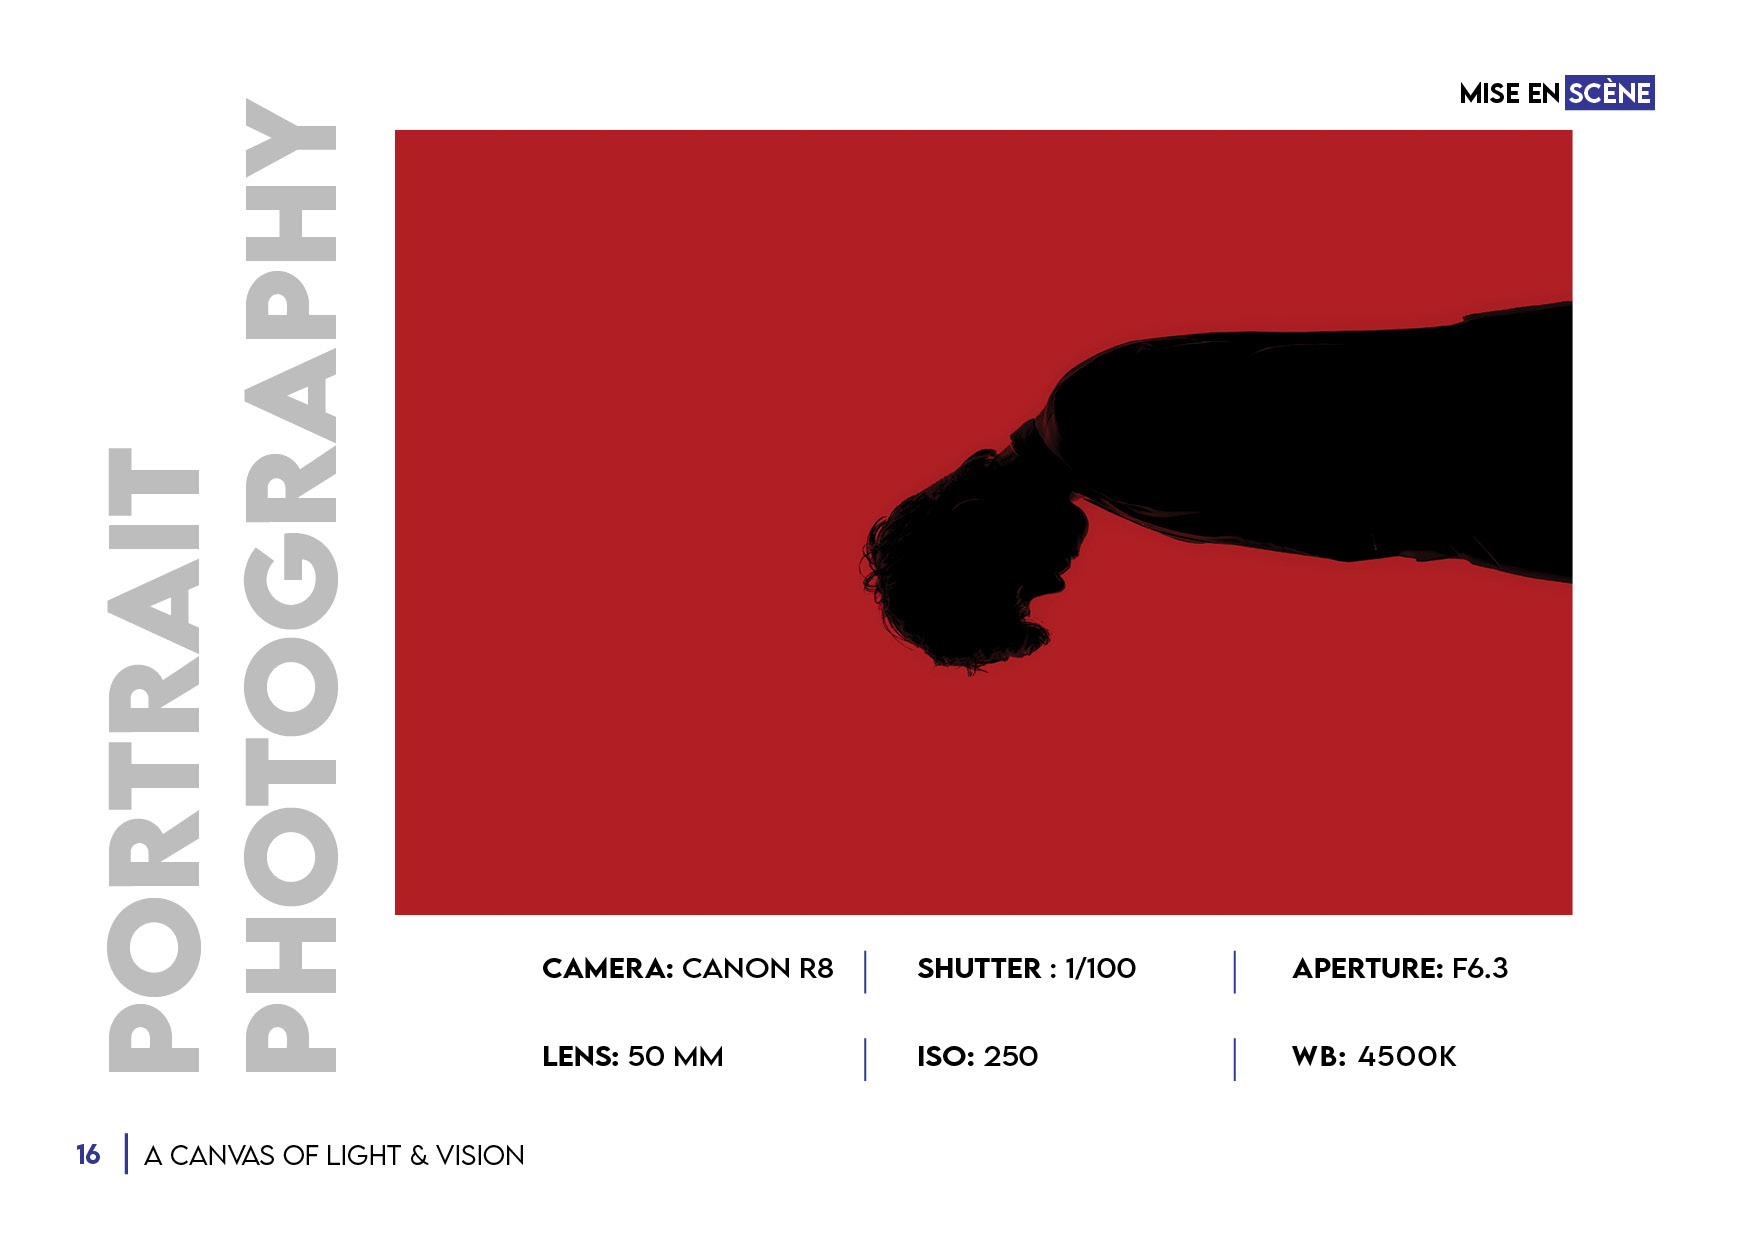 MISE EN SCÈNE
PORTRAIT
PHOTOGRAPHY
CAMERA: CANON R8
SHUTTER : 1/100
APERTURE: F6.3
LENS: 50 MM
ISO: 250
WB: 4500K
16
A CANVAS OF LIGHT & VISION